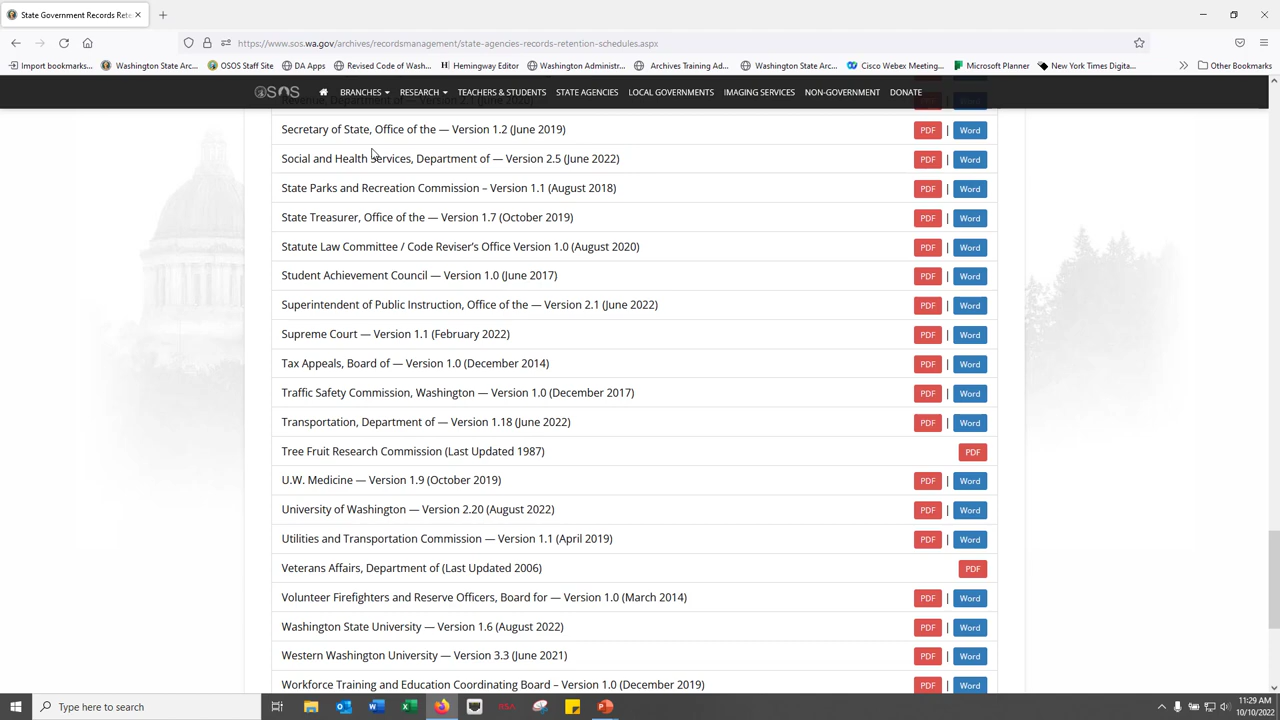 State Government Records Rete
https://www.sos.wa.gov/archives/recordsmanagement/state-agencies-records-retention-schedules.aspx
Import bookmarks... Washington State Arc... OSOS Staff Site DA Apps Revised Code of Wash... Hemingway Editor Washington Administr... Archives Training Ad... Washington State Arc... Cisco Webex Meeting... Microsoft Planner New York Times Digita... Other Bookmarks
SOS BRANCHES RESEARCH TEACHERS & STUDENTS STATE AGENCIES LOCAL GOVERNMENTS IMAGING SERVICES NON-GOVERNMENT DONATE
Secretary of State, Office of the — Version 1.2 (June 2019) PDF | Word
Social and Health Services, Department of — Version 2.5 (June 2022) PDF | Word
State Parks and Recreation Commission – Version 1.1 (August 2018) PDF | Word
State Treasurer, Office of the — Version 1.7 (October 2019) PDF | Word
Statute Law Committee / Code Reviser's Office Version 1.0 (August 2020) PDF | Word
Student Achievement Council — Version 1.0 (June 2017) PDF | Word
Superintendent of Public Instruction, Office of the — Version 2.1 (June 2022) PDF | Word
Supreme Court — Version 1.1 (February 2022) PDF | Word
Tax Appeals, Board of — Version 1.0 (December 2014) PDF | Word
Traffic Safety Commission, Washington — Version 1.0 (December 2017) PDF | Word
Transportation, Department of — Version 1.18 (June 2022) PDF | Word
Tree Fruit Research Commission (Last Updated 1987) PDF
U.W. Medicine — Version 1.9 (October 2019) PDF | Word
University of Washington — Version 2.20 (August 2022) PDF | Word
Utilities and Transportation Commission — Version 1.1 (April 2019) PDF | Word
Veterans Affairs, Department of (Last Updated 2006) PDF
Volunteer Firefighters and Reserve Officers, Board for — Version 1.0 (March 2014) PDF | Word
Washington State University — Version 1.6 (August 2022) PDF | Word
Western Washington University — Version 3.3 (June 2021) PDF | Word
Workforce Training and Education Coordinating Board — Version 1.0 (December 2019) PDF | Word
Type here to search
11:29 AM
10/10/2022